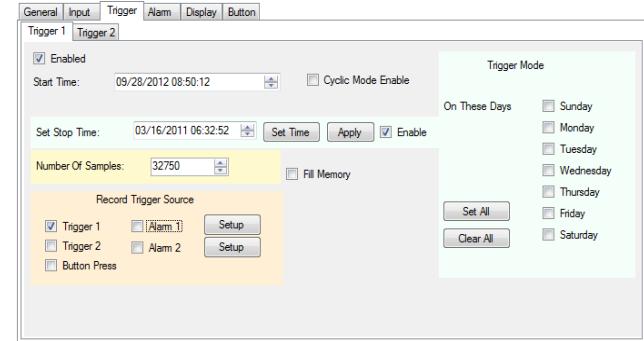 General Input Trigger Alarm Display Button
Trigger 1 Trigger 2
Enabled
Start Time: 09/28/2012 08:50:12 Cyclic Mode Enable
Set Stop Time: 03/16/2011 06:32:52 Set Time Apply Enable
Number Of Samples: 32750
Fill Memory
Record Trigger Source
Trigger 1 Alarm 1 Setup
Trigger 2 Alarm 2 Setup
Button Press
Trigger Mode
On These Days Sunday
Monday
Tuesday
Wednesday
Thursday
Set All Friday
Clear All Saturday